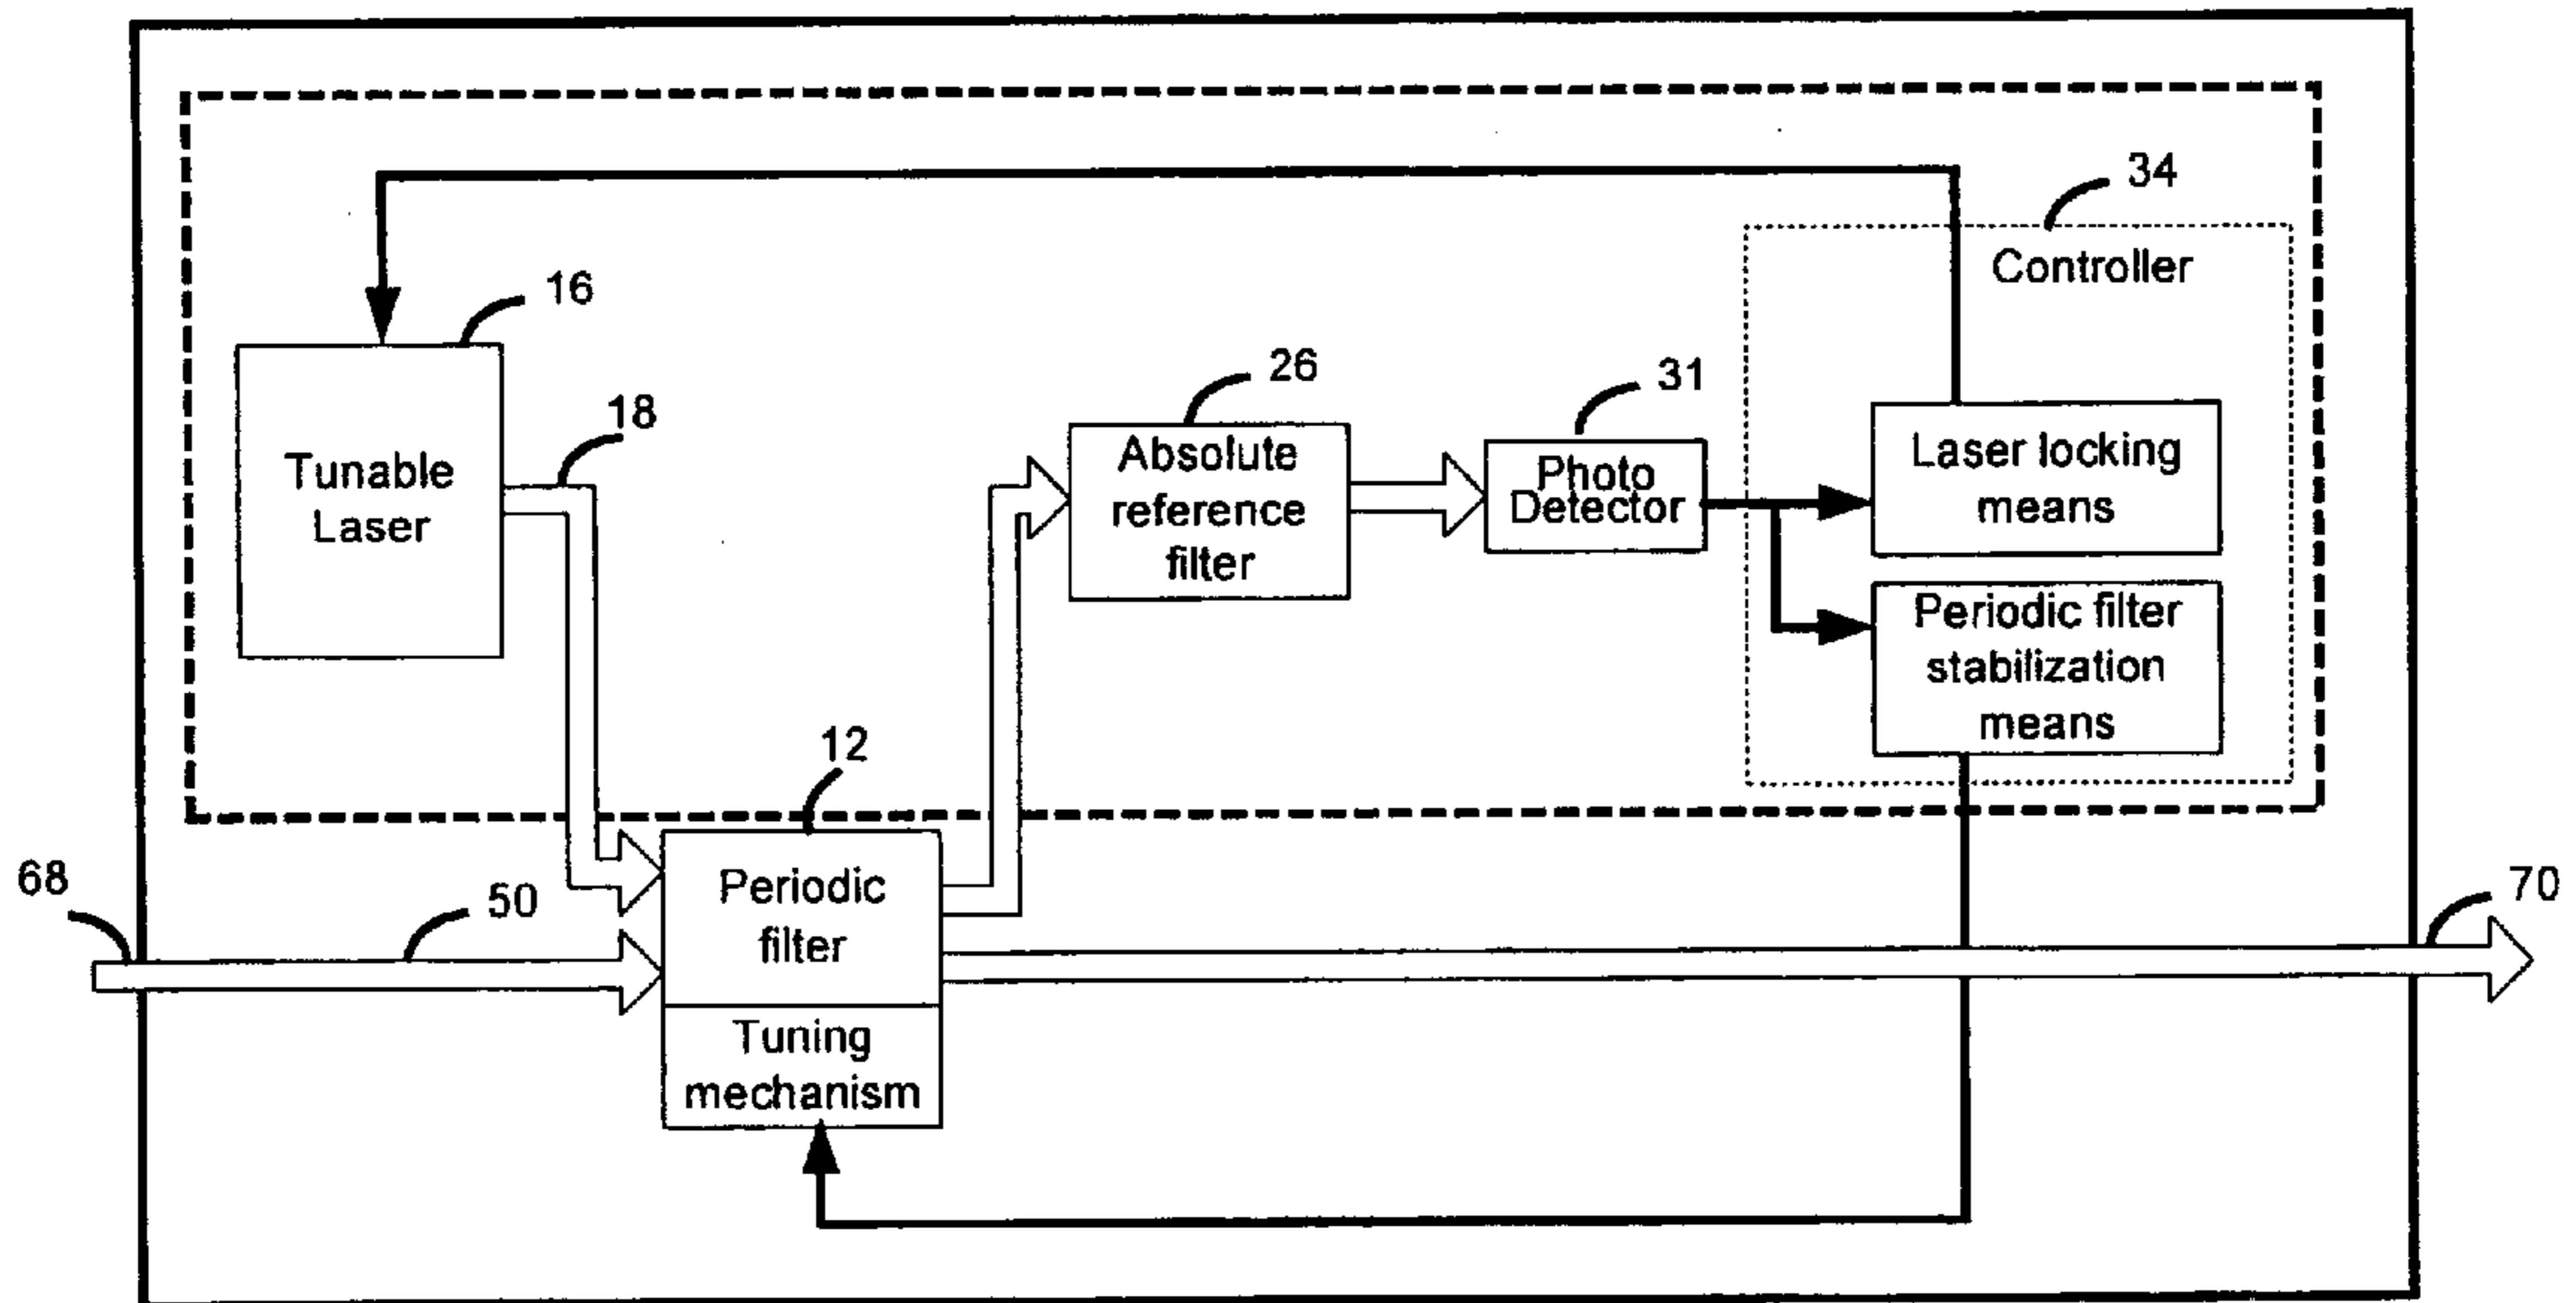 34
Controller
16
26
31
18
Tunable
Laser
Absolute
reference
filter
Photo
Detector
Laser locking
means
Periodic filter
stabilization
means
12
68
50
70
Periodic
filter
Tuning
mechanism